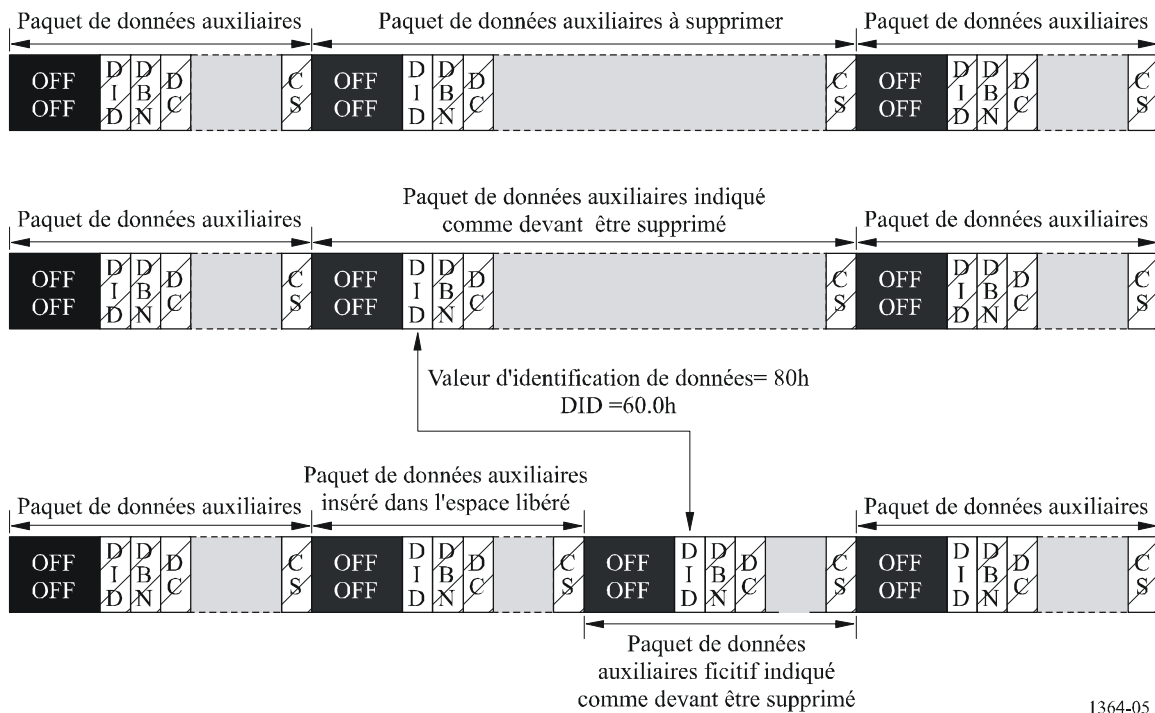 Paquet de données auxiliaires
Paquet de données auxiliaires à supprimer
Paquet de données auxiliaires
OFF OFF DID DBN DC CS OFF OFF DID DBN DC CS OFF OFF DID DBN DC CS
Paquet de données auxiliaires
Paquet de données auxiliaires indiqué
comme devant être supprimé
Paquet de données auxiliaires
OFF OFF DID DBN DC CS OFF OFF DID DBN DC CS OFF OFF DID DBN DC CS
Valeur d'identification de données= 80h
DID =60.0h
Paquet de données auxiliaires
Paquet de données auxiliaires
inséré dans l'espace libéré
Paquet de données auxiliaires
OFF OFF DID DBN DC CS OFF OFF DID DBN DC CS OFF OFF DID DBN DC CS OFF OFF DID DBN DC CS
Paquet de données
auxiliaires ficitif indiqué
comme devant être supprimé
1364-05